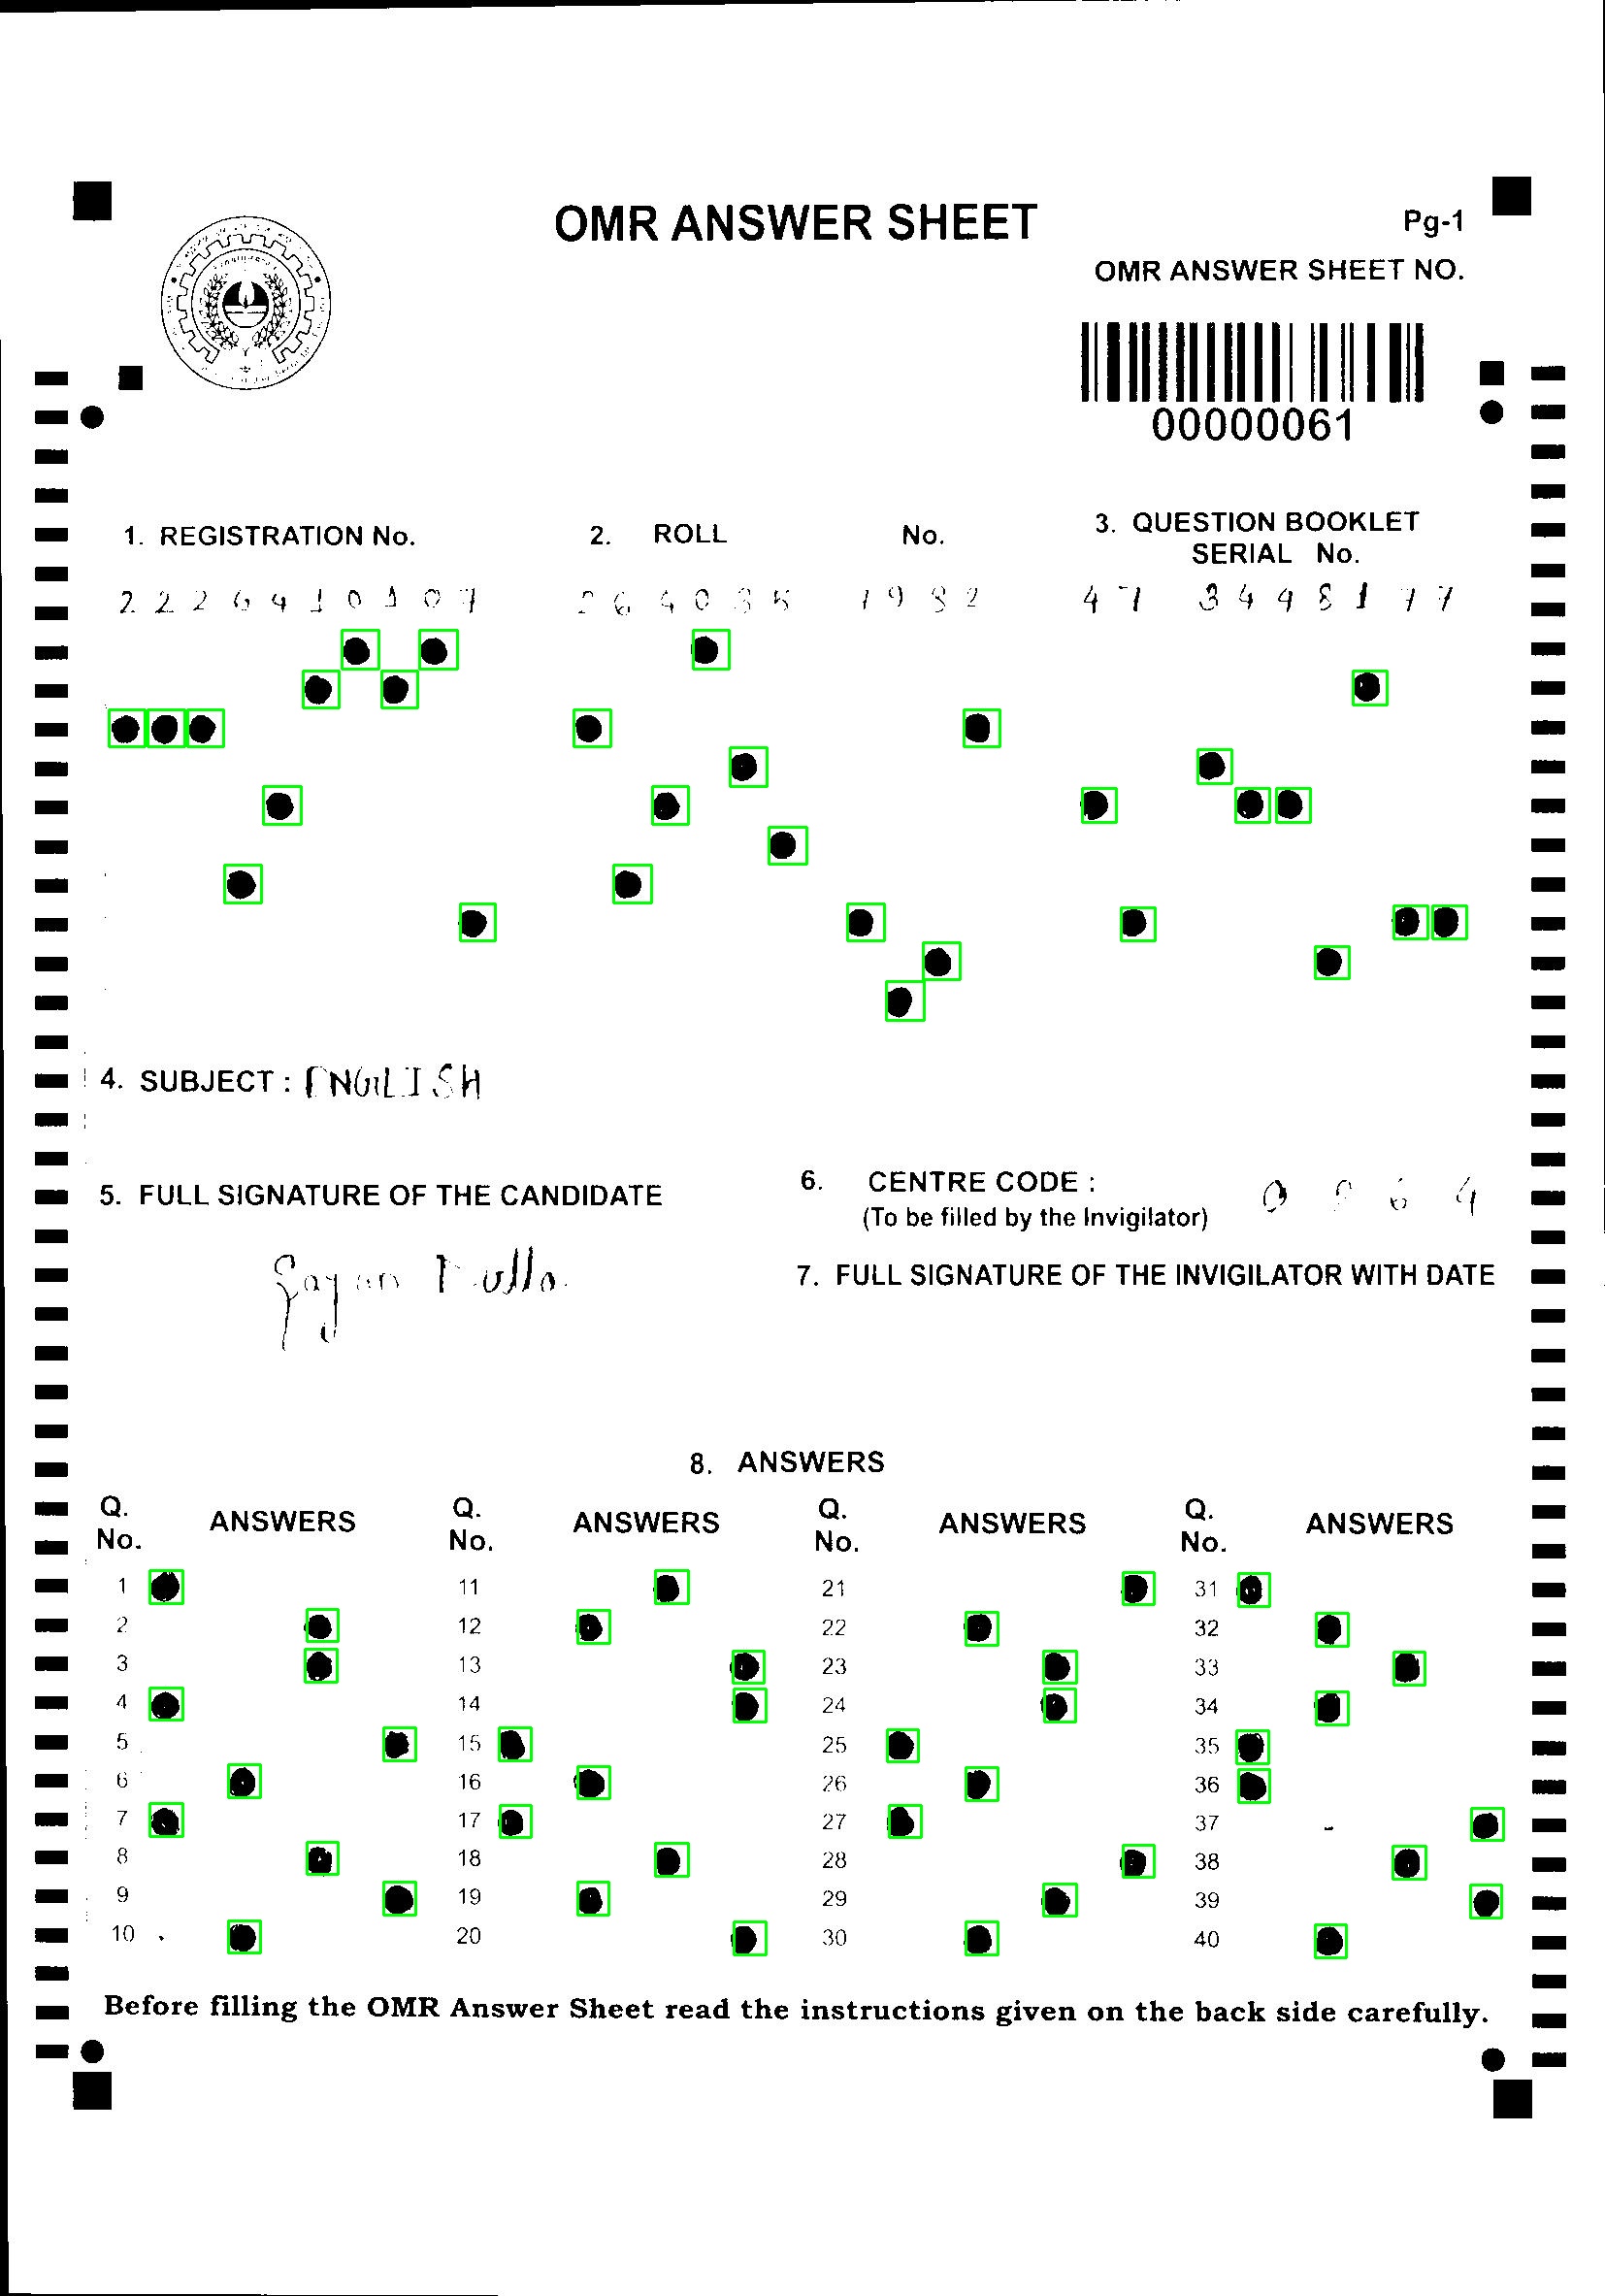 OMR ANSWER SHEET
Pg-1
OMR ANSWER SHEET NO.
00000061
1. REGISTRATION No.
2. ROLL No.
3. QUESTION BOOKLET
SERIAL No.
2 2 2 6 4 1 0 1 0 7
2 6 4 0 3 5 7 9 8 2
4 7 3 4 4 8 1 7 7
4. SUBJECT : ENGLISH
5. FULL SIGNATURE OF THE CANDIDATE
6. CENTRE CODE :
(To be filled by the Invigilator)
7. FULL SIGNATURE OF THE INVIGILATOR WITH DATE
8. ANSWERS
Q. No. ANSWERS Q. No. ANSWERS Q. No. ANSWERS Q. No. ANSWERS
1 11 21 31
2 12 22 32
3 13 23 33
4 14 24 34
5 15 25 35
6 16 26 36
7 17 27 37
8 18 28 38
9 19 29 39
10 20 30 40
Before filling the OMR Answer Sheet read the instructions given on the back side carefully.